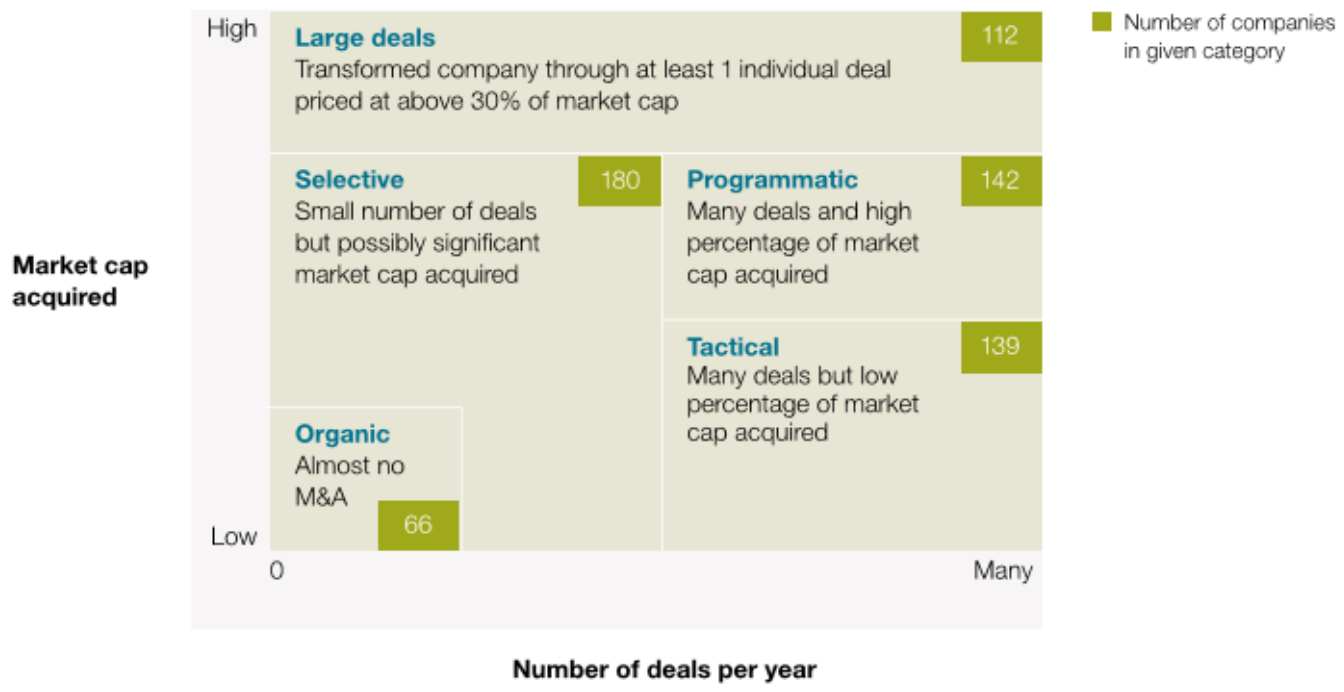 High
Large deals
112
Transformed company through at least 1 individual deal
priced at above 30% of market cap
Number of companies
in given category
Selective
180
Small number of deals
but possibly significant
market cap acquired
Programmatic
142
Many deals and high
percentage of market
cap acquired
Market cap
acquired
Tactical
139
Many deals but low
percentage of market
cap acquired
Organic
Almost no
M&A
66
Low
0
Many
Number of deals per year